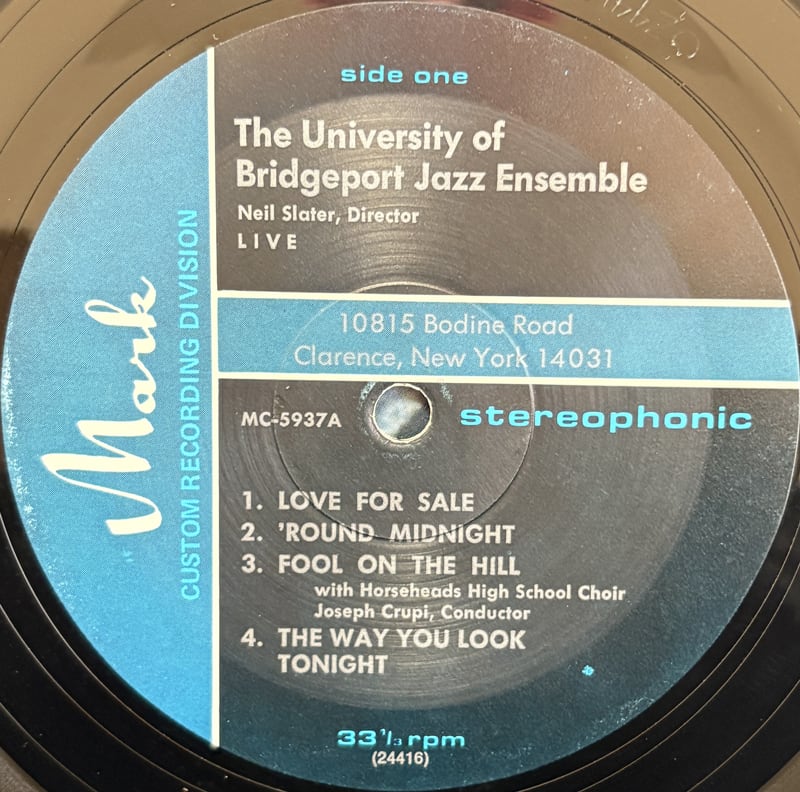 side one
The University of
Bridgeport Jazz Ensemble
Neil Slater, Director
LIVE
Mark
CUSTOM RECORDING DIVISION
10815 Bodine Road
Clarence, New York 14031
MC-5937A
stereophonic
1. LOVE FOR SALE
2. 'ROUND MIDNIGHT
3. FOOL ON THE HILL
with Horseheads High School Choir
Joseph Crupi, Conductor
4. THE WAY YOU LOOK
TONIGHT
33 1/3 rpm
(24416)